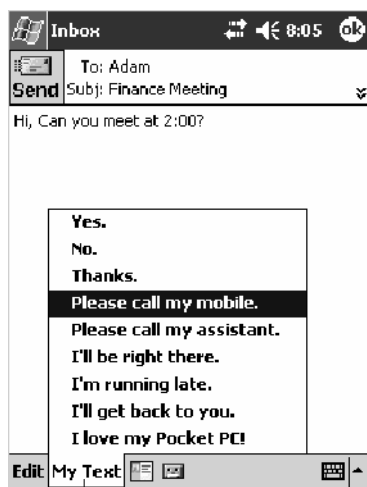 Inbox 8:05 ok
To: Adam
Send Subj: Finance Meeting
Hi, Can you meet at 2:00?
Yes.
No.
Thanks.
Please call my mobile.
Please call my assistant.
I'll be right there.
I'm running late.
I'll get back to you.
I love my Pocket PC!
Edit My Text